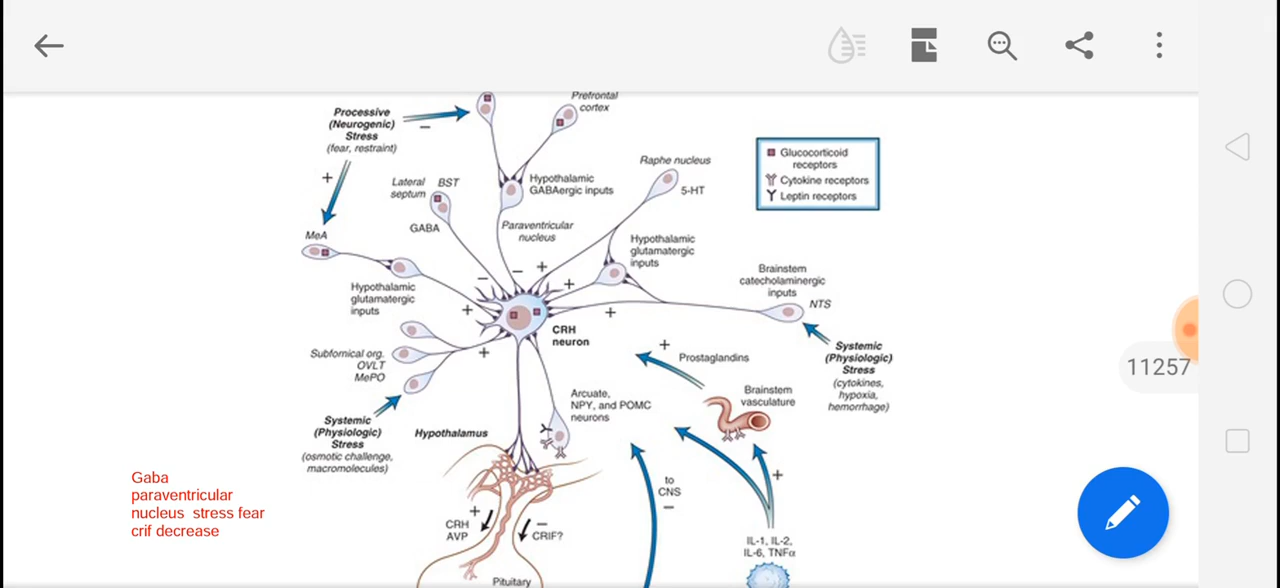 Prefrontal
cortex
Processive
(Neurogenic)
Stress
(fear, restraint)
−
+
Glucocorticoid
receptors
Cytokine receptors
Leptin receptors
Raphe nucleus
5-HT
Hypothalamic
GABAergic inputs
Lateral
septum
BST
GABA
Paraventricular
nucleus
MeA
Hypothalamic
glutamatergic
inputs
Hypothalamic
glutamatergic
inputs
Brainstem
catecholaminergic
inputs
NTS
−
−
+
+
+
+
+
CRH
neuron
11257
Subfornical org.
OVLT
MePO
Systemic
(Physiologic)
Stress
(cytokines,
hypoxia,
hemorrhage)
+
Prostaglandins
Brainstem
vasculature
Arcuate,
NPY, and POMC
neurons
Systemic
(Physiologic)
Stress
(osmotic challenge,
macromolecules)
Hypothalamus
Gaba
paraventricular
nucleus stress fear
crif decrease
to
CNS
−
+
+
CRH
AVP
−
CRIF?
IL-1, IL-2,
IL-6, TNFα
Pituitary